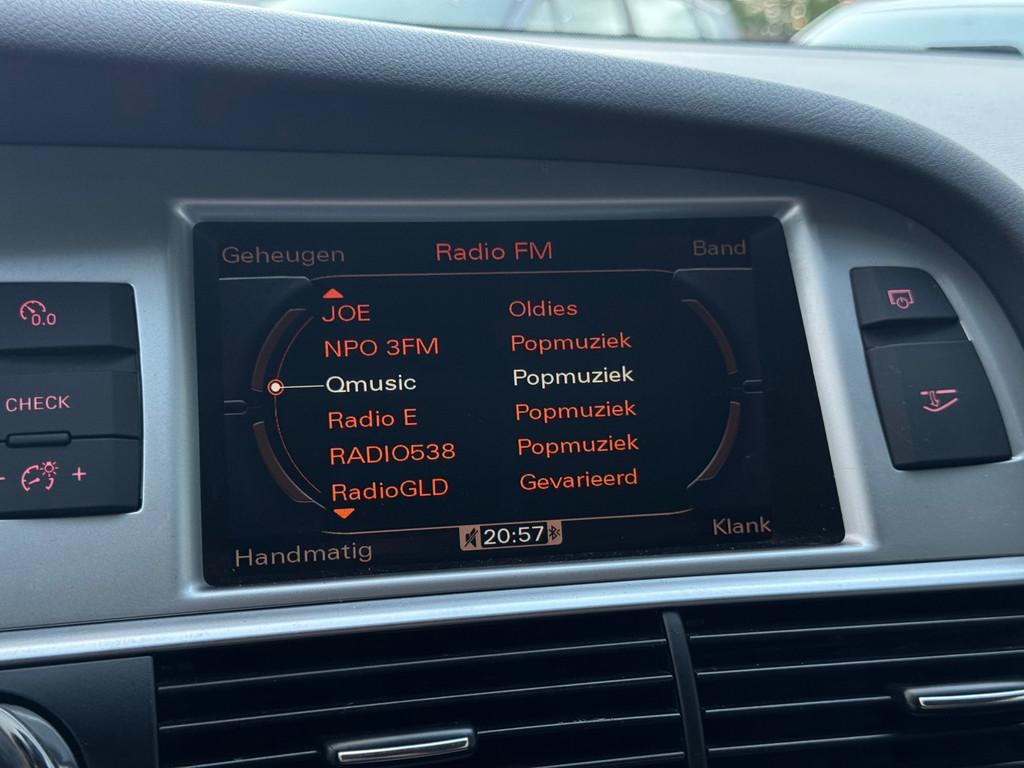 Geheugen Radio FM Band
JOE Oldies
NPO 3FM Popmuziek
Qmusic Popmuziek
Radio E Popmuziek
RADIO538 Popmuziek
RadioGLD Gevarieerd
Handmatig 20:57 Klank
0.0
CHECK
- +